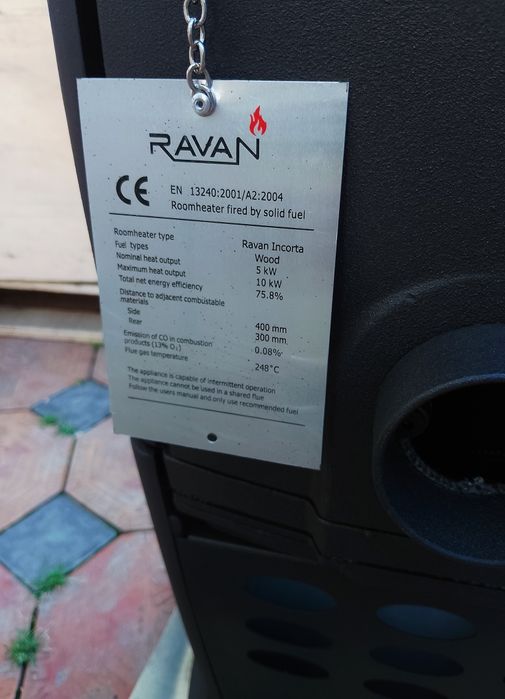 RAVAN
CE EN 13240:2001/A2:2004
Roomheater fired by solid fuel
Roomheater type Ravan Incorta
Fuel types Wood
Nominal heat output 5 kW
Maximum heat output 10 kW
Total net energy efficiency 75.8%
Distance to adjacent combustable
materials
Side 400 mm
Rear 300 mm
Emission of CO in combustion
products (13% O₂) 0.08%
Flue gas temperature 248°C
The appliance is capable of intermittent operation
The appliance cannot be used in a shared flue
Follow the users manual and only use recommended fuel